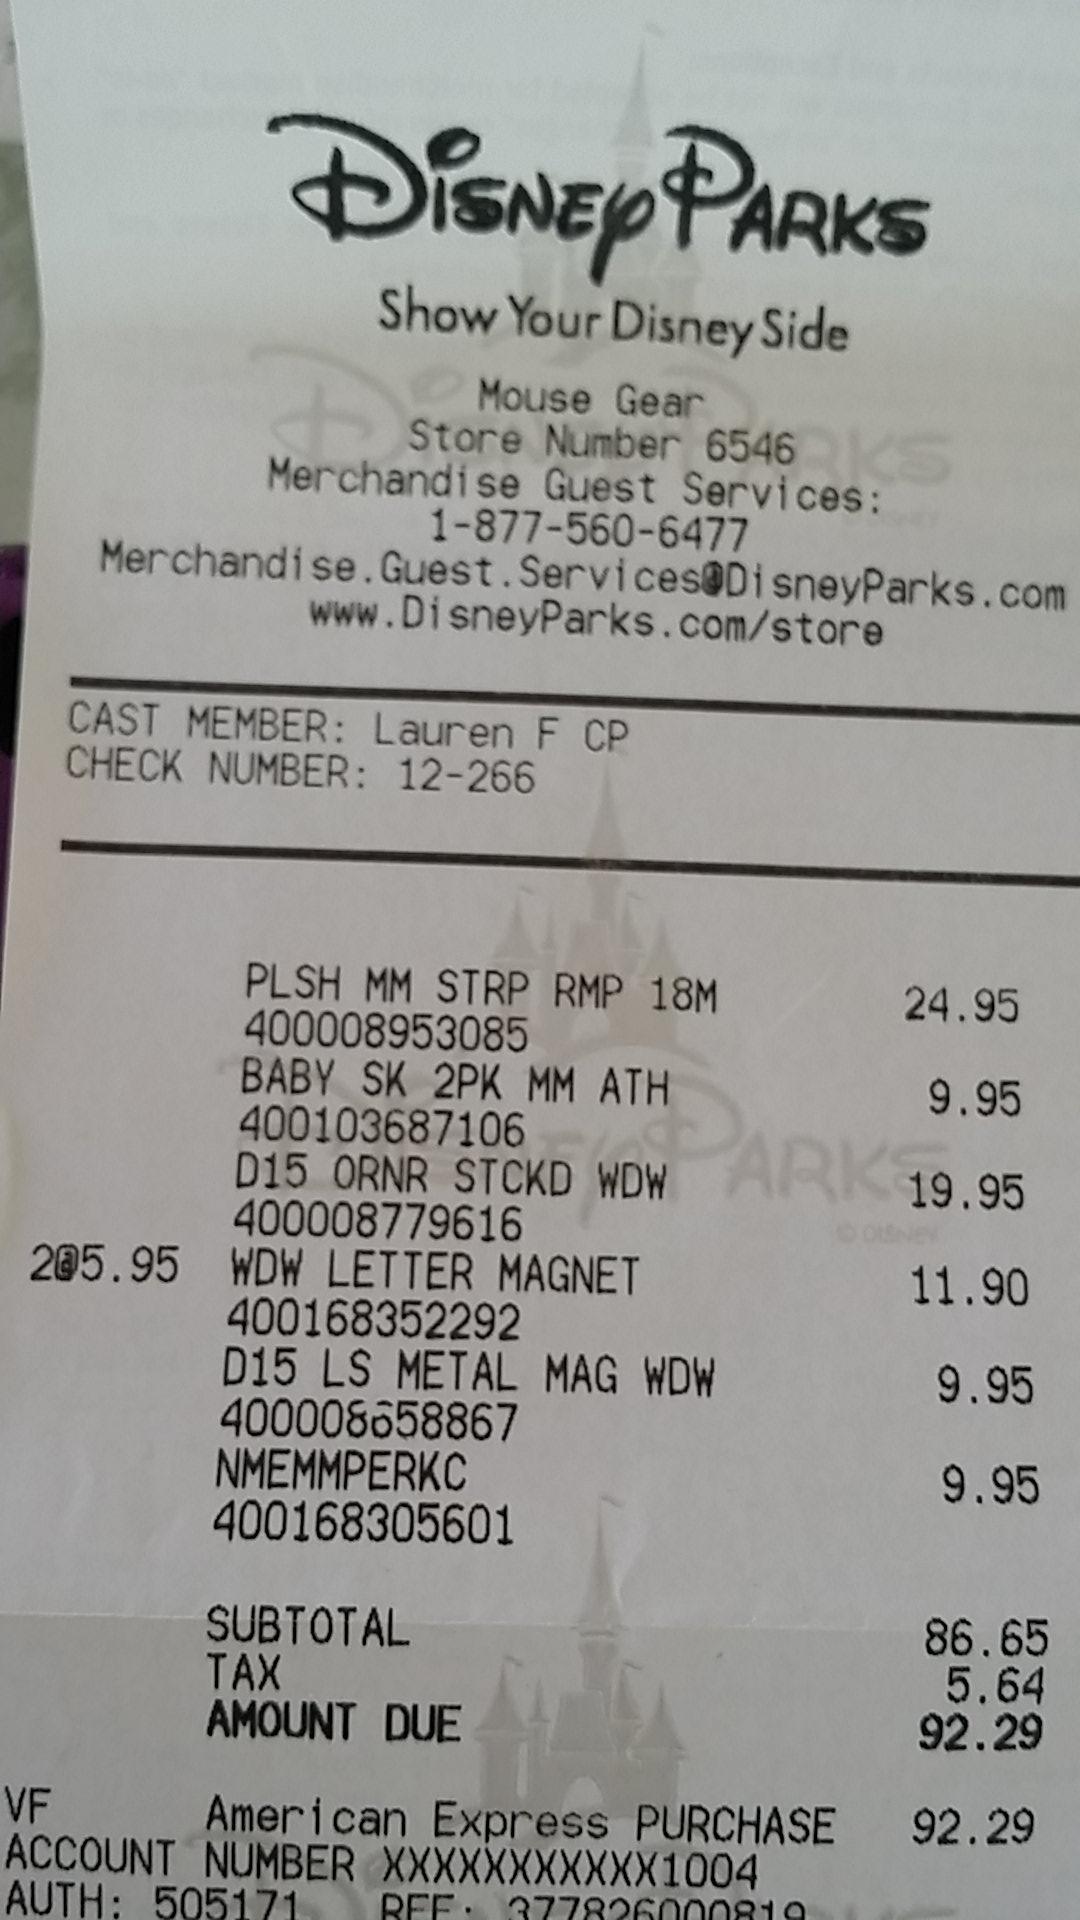 Disney Parks
Show Your Disney Side
Mouse Gear
Store Number 6546
Merchandise Guest Services:
1-877-560-6477
Merchandise.Guest.Services@DisneyParks.com
www.DisneyParks.com/store
CAST MEMBER: Lauren F CP
CHECK NUMBER: 12-266
PLSH MM STRP RMP 18M 24.95
400008953085
BABY SK 2PK MM ATH 9.95
400103687106
D15 ORNR STCKD WDW 19.95
400008779616
2@5.95 WDW LETTER MAGNET 11.90
400168352292
D15 LS METAL MAG WDW 9.95
400008658867
NMEMMPERKC 9.95
400168305601
SUBTOTAL 86.65
TAX 5.64
AMOUNT DUE 92.29
VF American Express PURCHASE 92.29
ACCOUNT NUMBER XXXXXXXXXXX1004
AUTH: 505171 REF: 377826000819